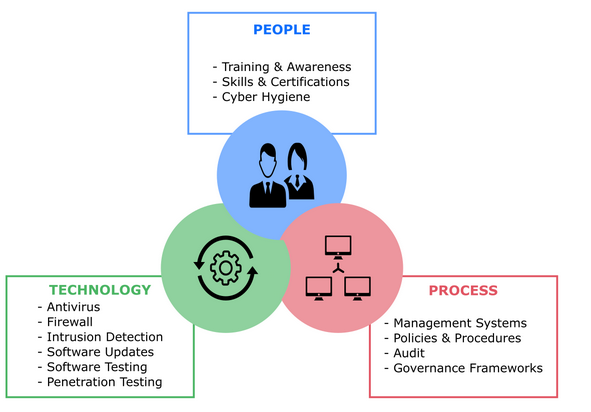 PEOPLE
- Training & Awareness
- Skills & Certifications
- Cyber Hygiene
TECHNOLOGY
- Antivirus
- Firewall
- Intrusion Detection
- Software Updates
- Software Testing
- Penetration Testing
PROCESS
- Management Systems
- Policies & Procedures
- Audit
- Governance Frameworks